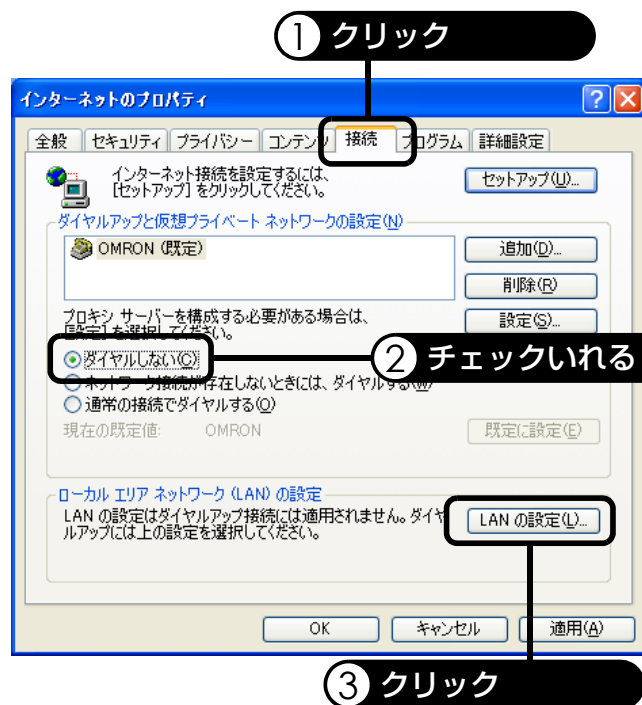 ① クリック
インターネットのプロパティ
全般 セキュリティ プライバシー コンテンツ 接続 プログラム 詳細設定
インターネット接続を設定するには、
[セットアップ] をクリックしてください。
セットアップ(U)...
ダイヤルアップと仮想プライベート ネットワークの設定(N)
OMRON (既定)
追加(D)...
削除(R)
プロキシ サーバーを構成する必要がある場合は、
[設定] を選択してください。
設定(S)...
ダイヤルしない(C)
② チェックいれる
ネットワーク接続が存在しないときには、ダイヤルする(W)
通常の接続でダイヤルする(O)
現在の既定値: OMRON
既定に設定(E)
ローカル エリア ネットワーク (LAN) の設定
LAN の設定はダイヤルアップ接続には適用されません。ダイヤ
ルアップには上の設定を選択してください。
LAN の設定(L)...
OK キャンセル 適用(A)
③ クリック